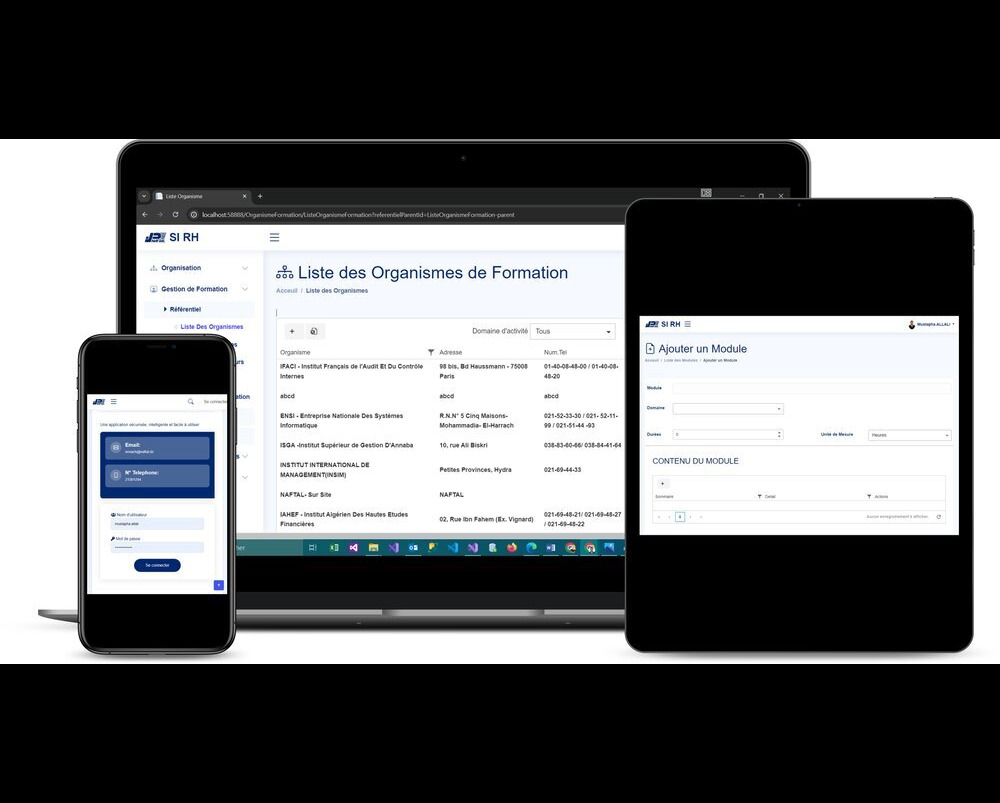 Liste Organisme
localhost:58888/OrganismeFormation/ListeOrganismeFormation?referentielParentId=ListeOrganismeFormation-parent
SI RH
Organisation
Gestion de Formation
Référentiel
Liste Des Organismes
Liste des Organismes de Formation
Acceuil / Liste des Organismes
Domaine d'activité Tous
Organisme Adresse Num.Tel
IFACI - Institut Français de l'Audit Et Du Contrôle Internes
98 bis, Bd Haussmann - 75008 Paris
01-40-08-48-00 / 01-40-08-48-20
abcd abcd abcd
ENSI - Entreprise Nationale Des Systèmes Informatique
R.N.N° 5 Cinq Maisons- Mohammadia- El-Harrach
021-52-33-30 / 021- 52-11-99 / 021-51-44 -93
ISGA -Institut Supérieur de Gestion D'Annaba
10, rue Ali Biskri
038-83-60-66/ 038-84-41-64
INSTITUT INTERNATIONAL DE MANAGEMENT(INSIM)
Petites Provinces, Hydra
021-69-44-33
NAFTAL- Sur Site NAFTAL
IAHEF - Institut Algérien Des Hautes Etudes Financières
02, Rue Ibn Fahem (Ex. Vignard)
021-69-48-21/ 021-69-48-27 / 021-69-48-22
Se connecter
Une application sécurisée, intelligente et facile à utiliser
Email:
N° Telephone:
Nom d'utilisateur
mustapha.allali
Mot de passe
Se connecter
SI RH
Mustapha ALLALI
Ajouter un Module
Acceuil / Liste des Modules / Ajouter un Module
Module
Domaine
Durées 0
Unité de Mesure Heures
CONTENU DU MODULE
Sommaire Détail Actions
Aucun enregistrement à afficher